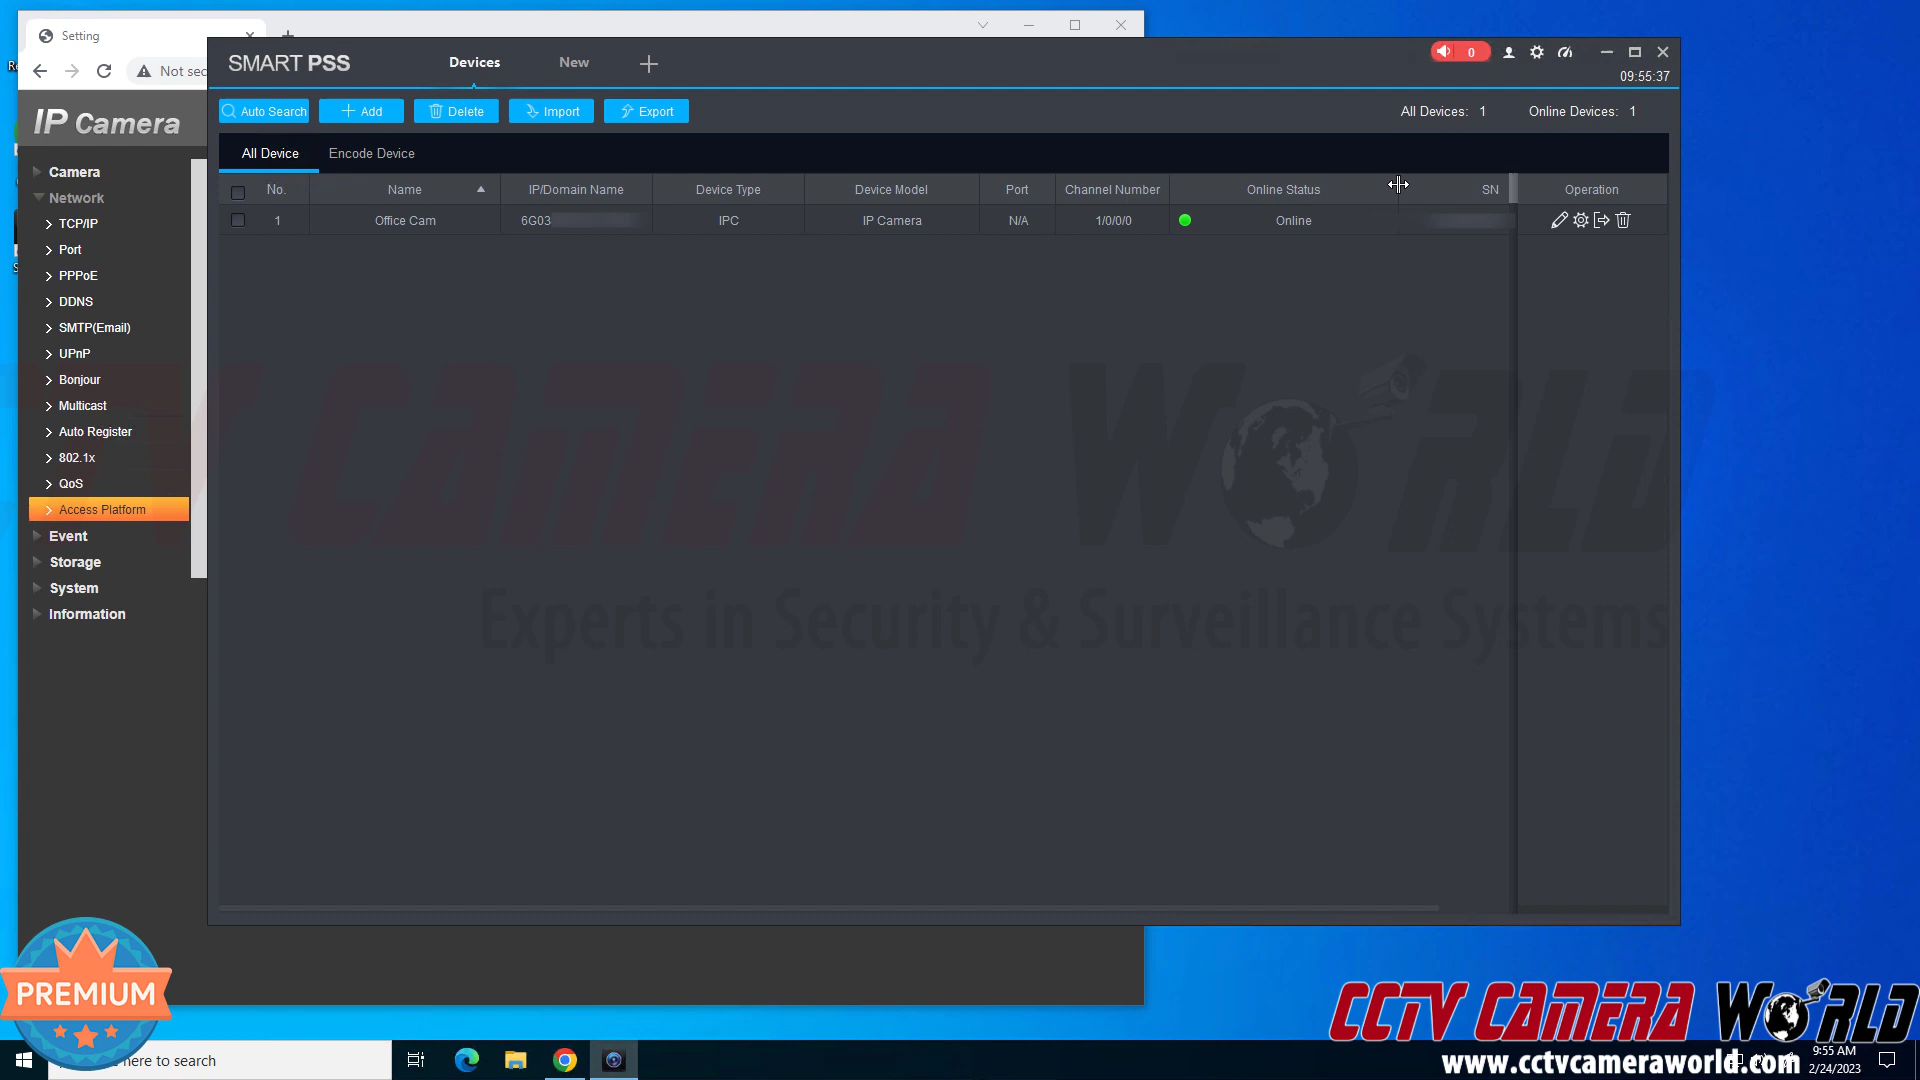 Setting
Not sec
IP Camera
Camera
Network
TCP/IP
Port
PPPoE
DDNS
SMTP(Email)
UPnP
Bonjour
Multicast
Auto Register
802.1x
QoS
Access Platform
Event
Storage
System
Information
SMART PSS
Devices
New
0
09:55:37
Auto Search
Add
Delete
Import
Export
All Devices: 1
Online Devices: 1
All Device
Encode Device
No. Name IP/Domain Name Device Type Device Model Port Channel Number Online Status SN Operation
1 Office Cam 6G03 IPC IP Camera N/A 1/0/0/0 Online
CCTV CAMERA WORLD
Experts in Security & Surveillance Systems
PREMIUM
here to search
CCTV CAMERA WORLD
www.cctvcameraworld.com
9:55 AM
2/24/2023